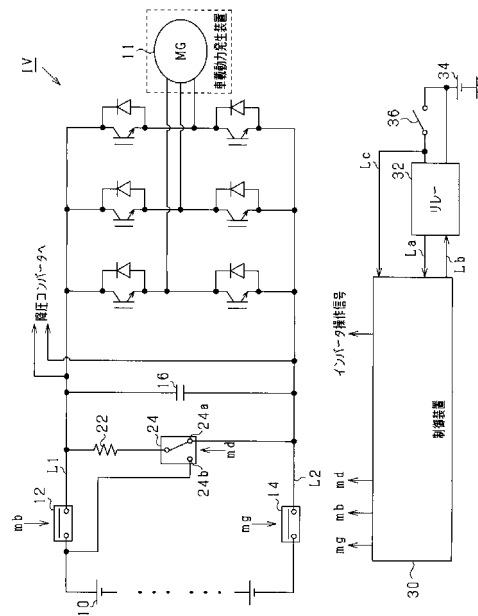 IV
11
MG
車載動力発生装置
降圧コンバータへ
L1
mb
12
22
24
24a
24b
md
16
10
mg
14
L2
インバータ操作信号
mg
mb
md
制御装置
30
La
Lb
Lc
リレー
32
36
34